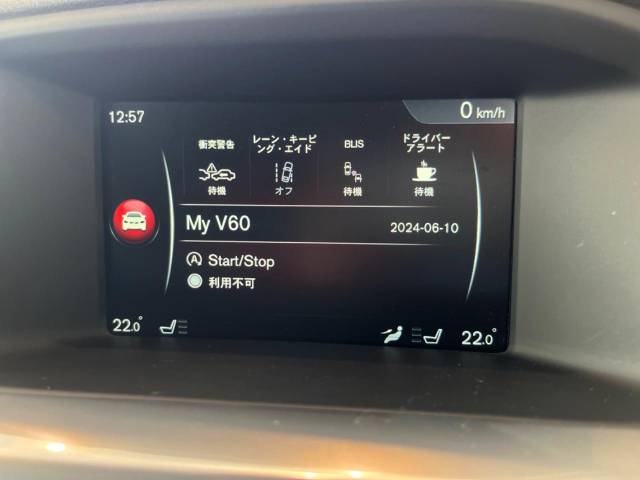 12:57
0 km/h
衝突警告
レーン・キーピ
ング・エイド
BLIS
ドライバー
アラート
待機
オフ
待機
待機
My V60
2024-06-10
A Start/Stop
利用不可
22.0°
22.0°